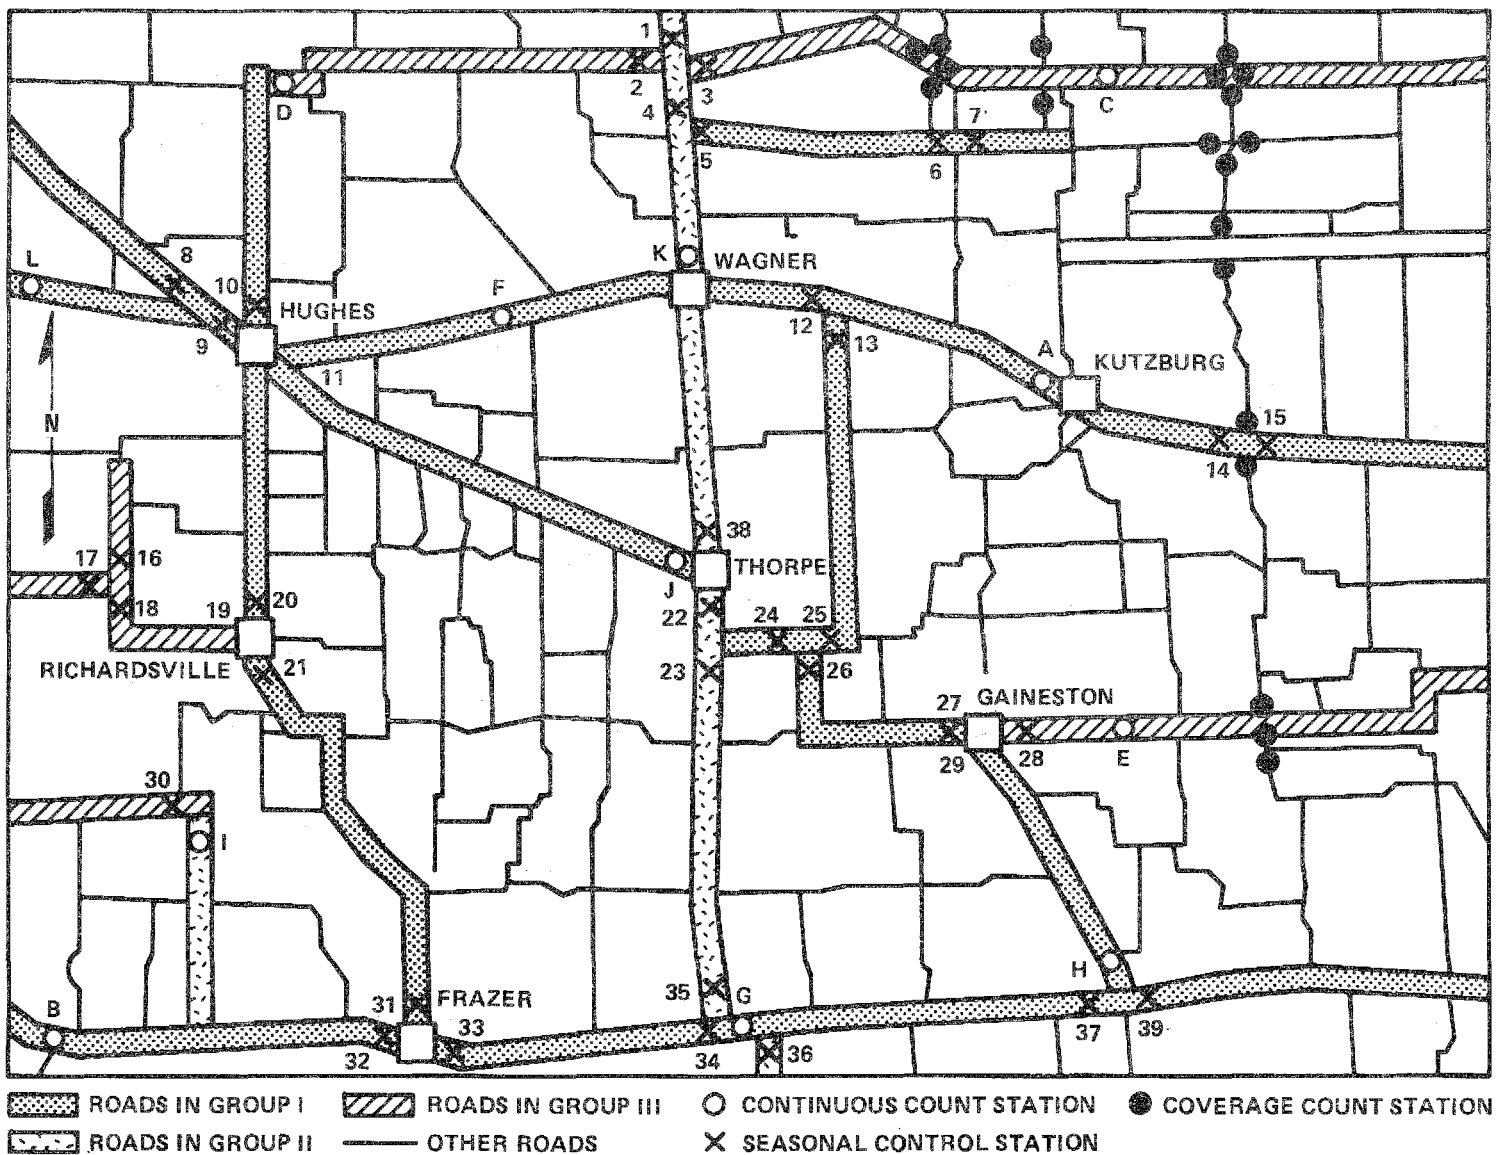 1
2
3
4
D
C
7
5
6
L
K WAGNER
L
8
10
F
HUGHES
12
13
9
A
KUTZBURG
11
N
15
14
38
17
16
THORPE
J
18
19
20
22
24
25
RICHARDSVILLE
21
23
26
GAINESTON
27
29
28
E
30
I
H
B
31
FRAZER
35
G
33
32
34
36
37
39
ROADS IN GROUP I
ROADS IN GROUP III
CONTINUOUS COUNT STATION
COVERAGE COUNT STATION
ROADS IN GROUP II
OTHER ROADS
SEASONAL CONTROL STATION